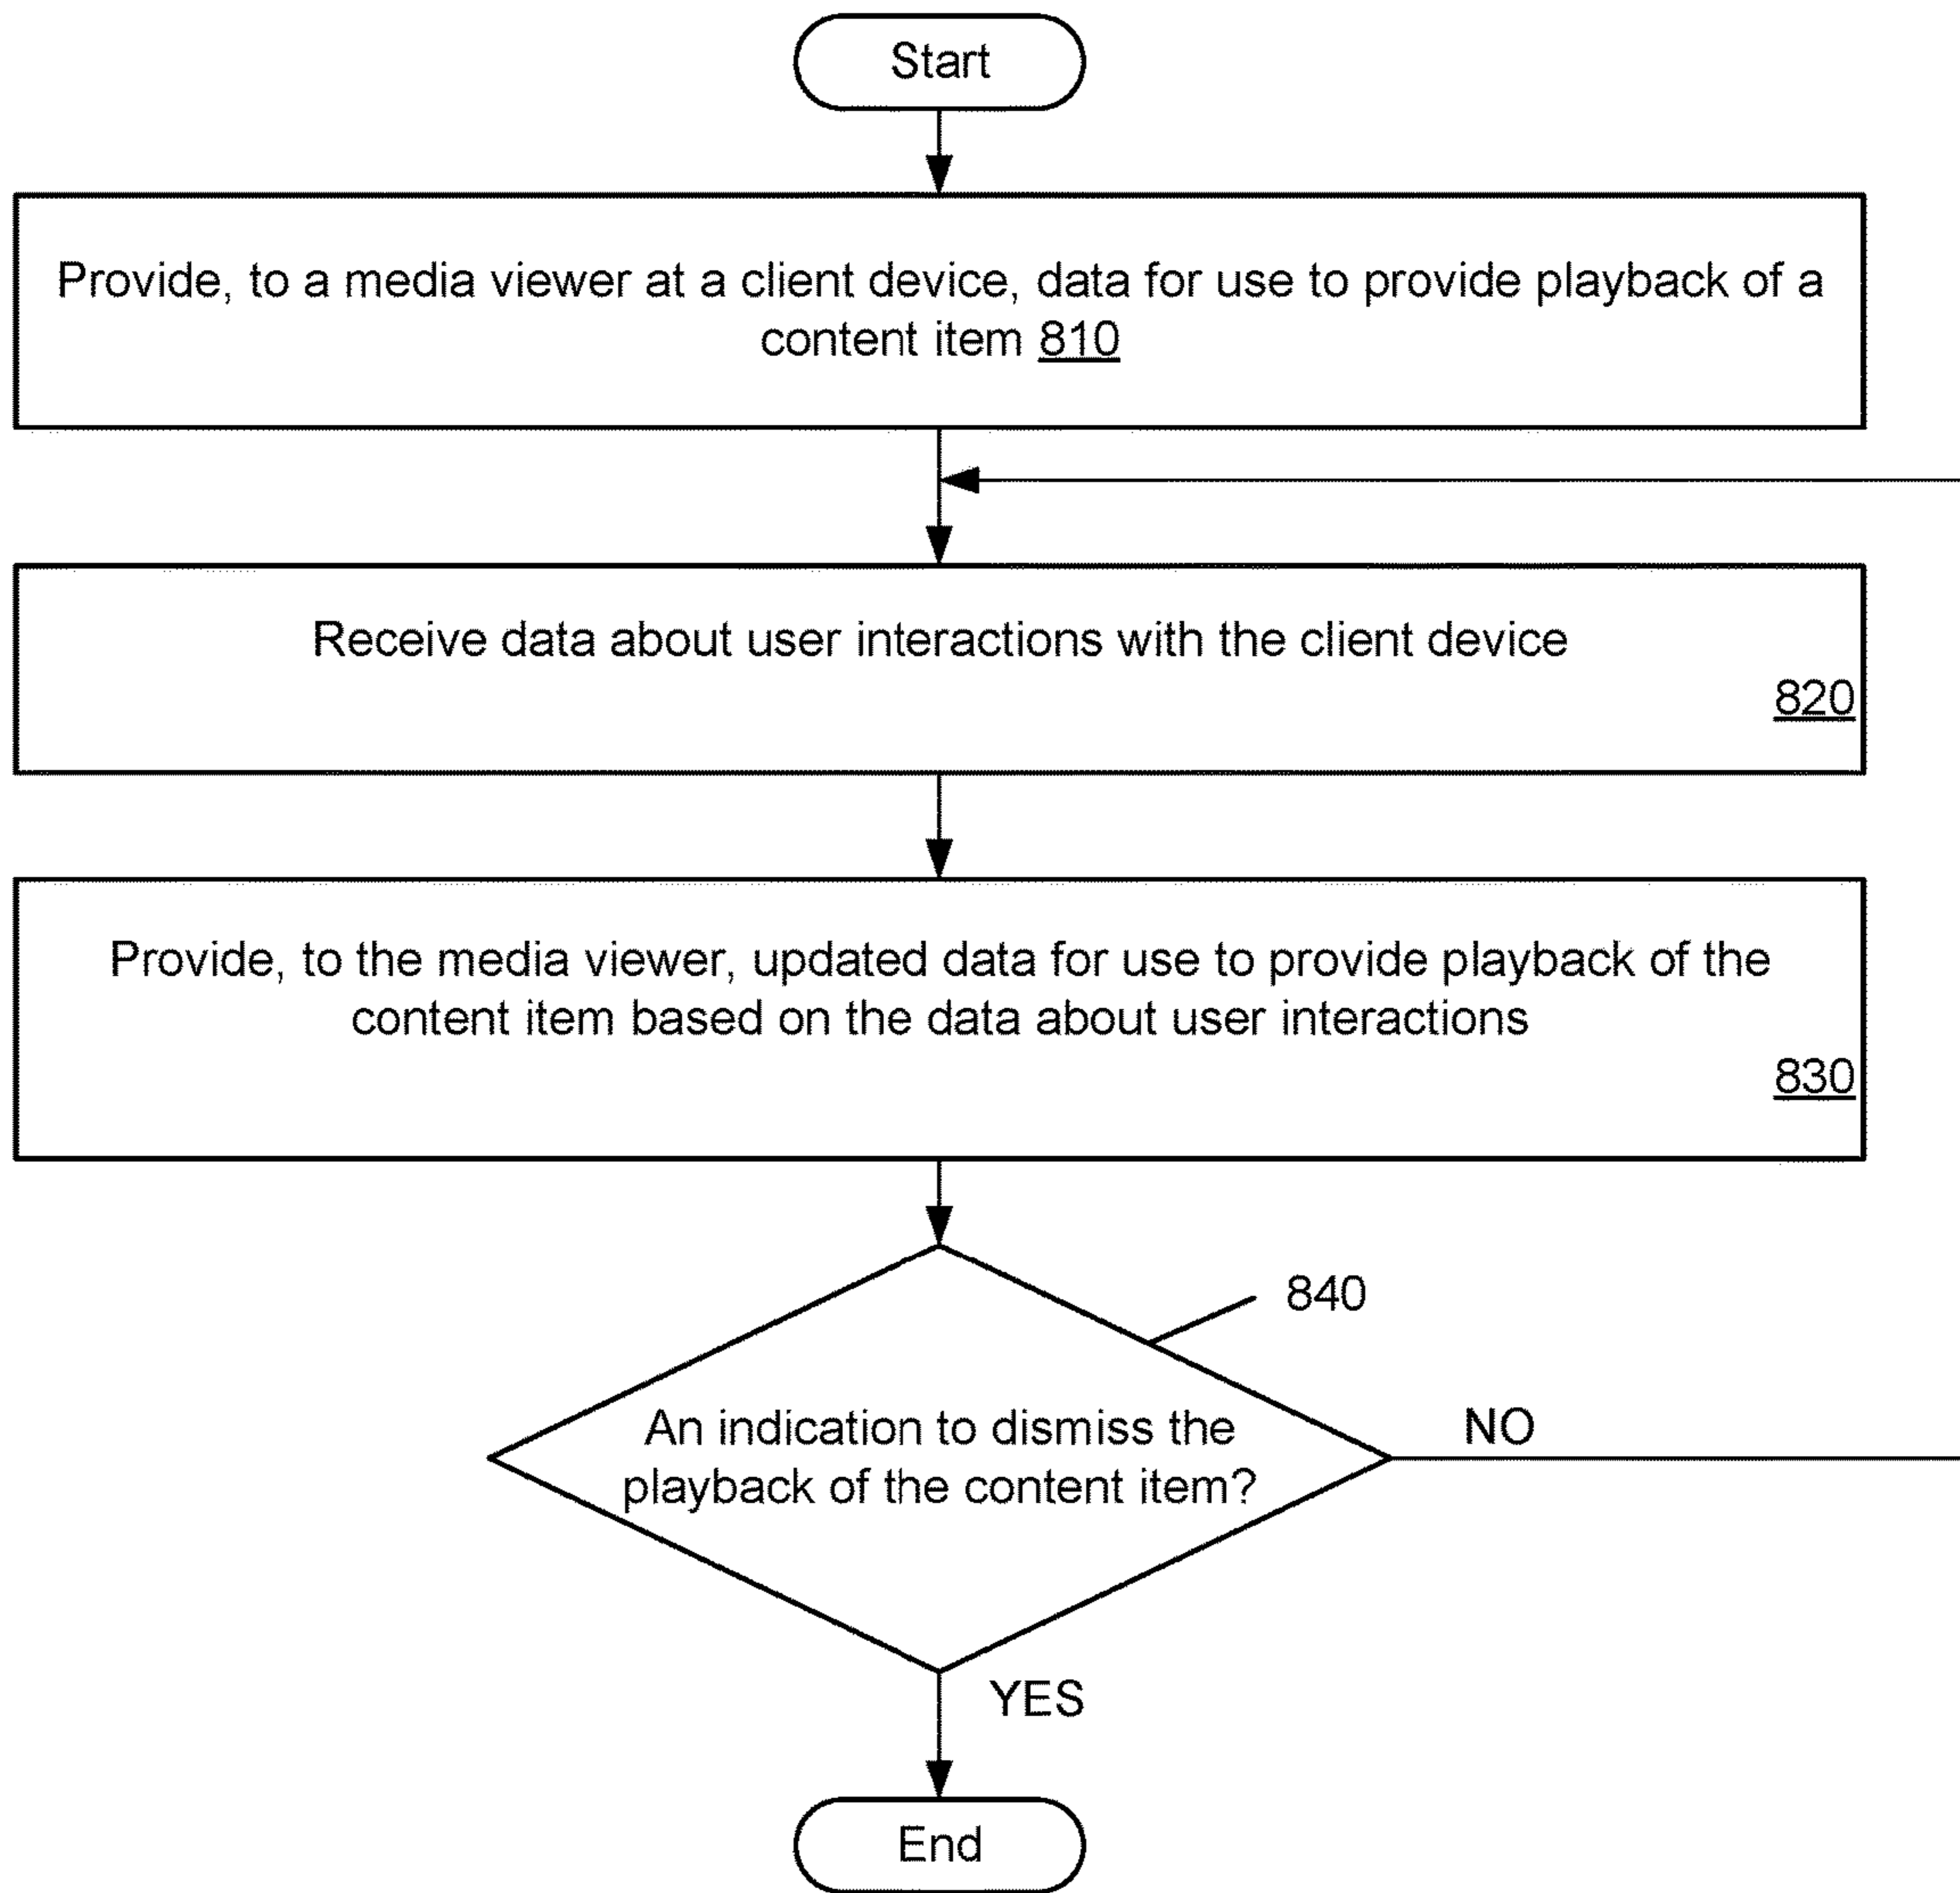 Start
Provide, to a media viewer at a client device, data for use to provide playback of a
content item 810
Receive data about user interactions with the client device
820
Provide, to the media viewer, updated data for use to provide playback of the
content item based on the data about user interactions
830
840
An indication to dismiss the
playback of the content item?
NO
YES
End